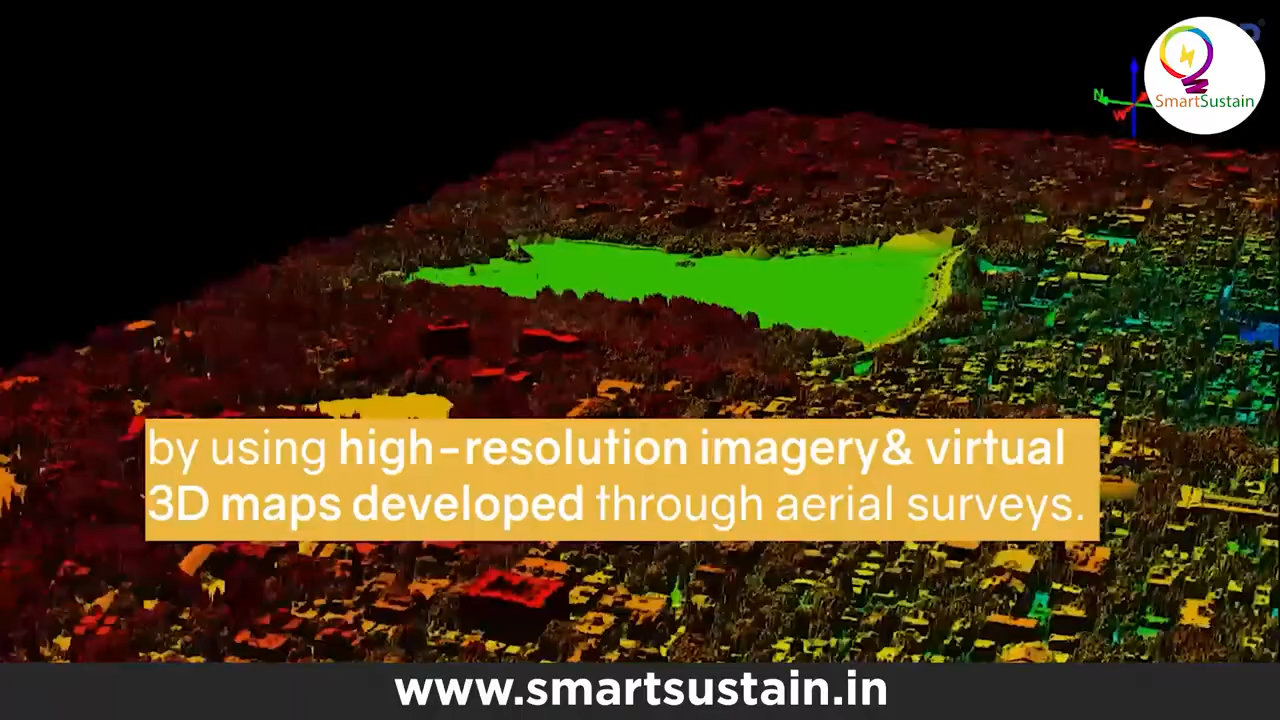 SmartSustain
N
W
by using high-resolution imagery& virtual
3D maps developed through aerial surveys.
www.smartsustain.in